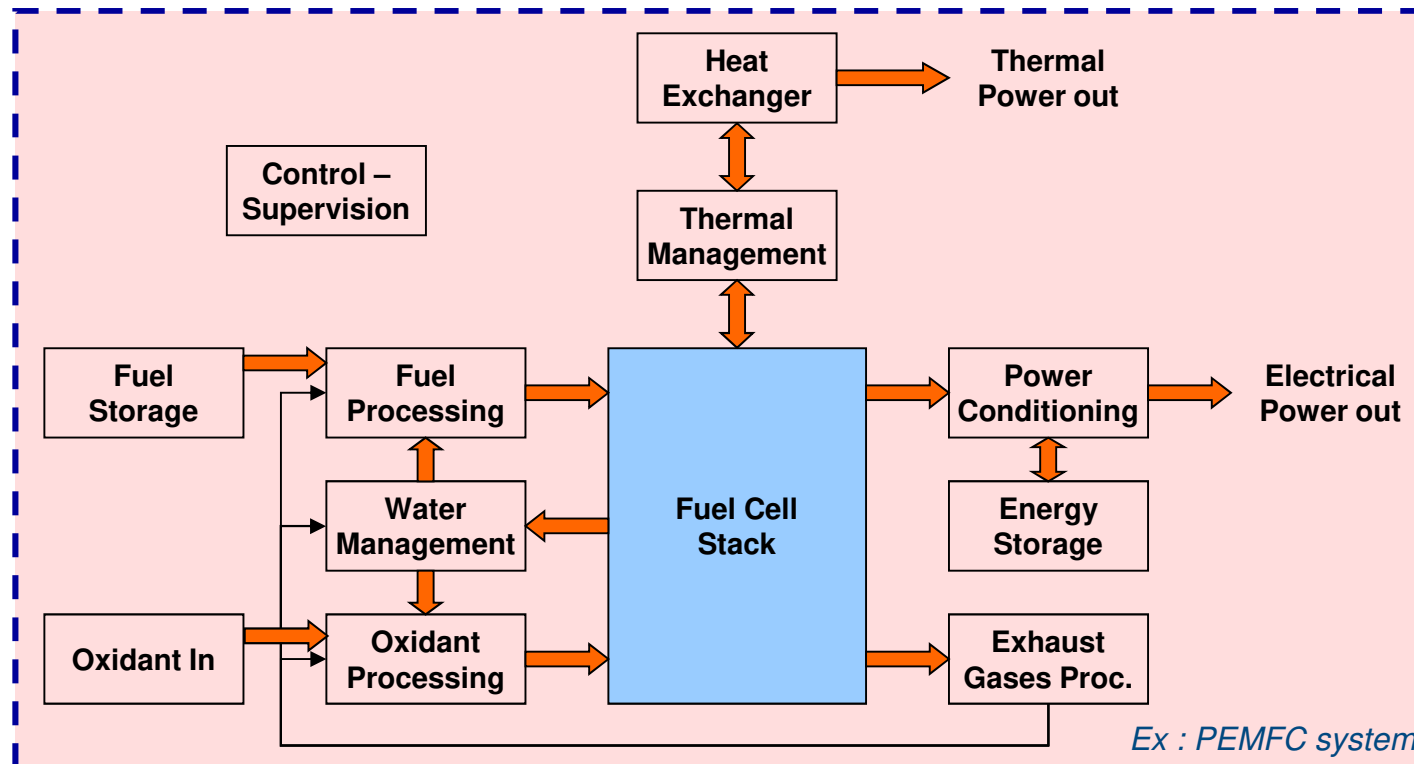 Heat
Exchanger
Thermal
Power out
Control –
Supervision
Thermal
Management
Fuel
Storage
Fuel
Processing
Power
Conditioning
Electrical
Power out
Water
Management
Fuel Cell
Stack
Energy
Storage
Oxidant In
Oxidant
Processing
Exhaust
Gases Proc.
Ex : PEMFC system